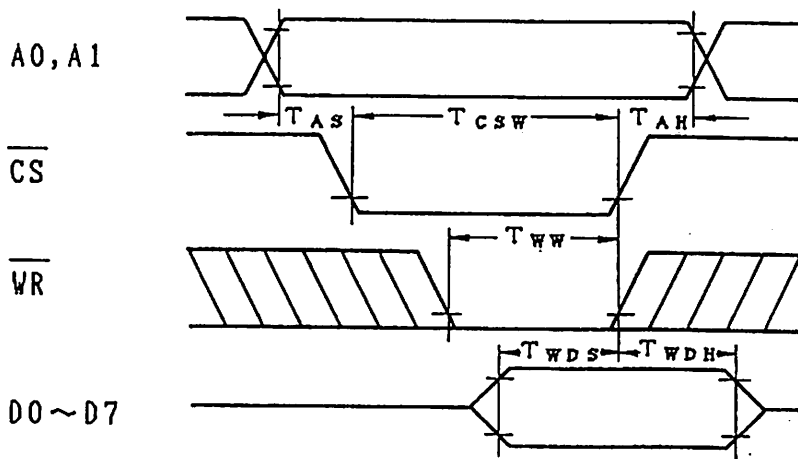 A0, A1
T AS T CSW T AH
CS
T WW
WR
T WDS T WDH
D0~D7